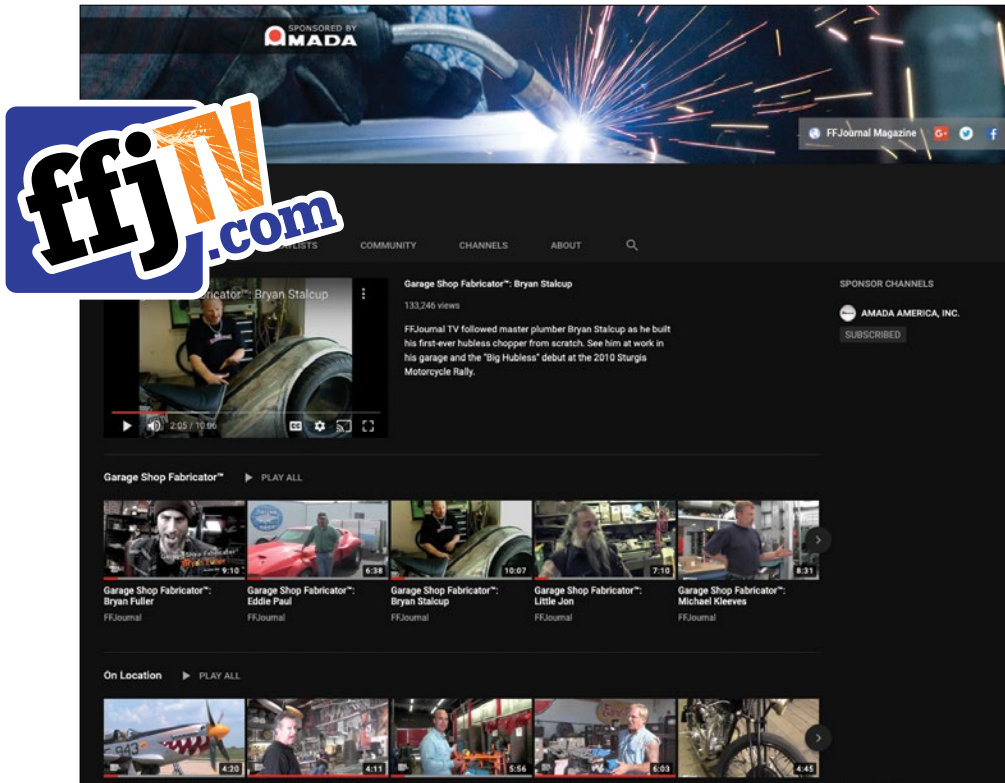 SPONSORED BY
AMADA
FFJournal Magazine
ffjTV
.com
COMMUNITY CHANNELS ABOUT
Bryan Stalcup
2:05 / 10:06
Garage Shop Fabricator™: Bryan Stalcup
133,246 views
FFJournal TV followed master plumber Bryan Stalcup as he built
his first-ever hubless chopper from scratch. See him at work in
his garage and the "Big Hubless" debut at the 2010 Sturgis
Motorcycle Rally.
SPONSOR CHANNELS
AMADA AMERICA, INC.
SUBSCRIBED
Garage Shop Fabricator™ PLAY ALL
Garage Shop Fabricator
Bryan Fuller
9:10 6:38 10:07 7:10 8:31
Garage Shop Fabricator™:
Bryan Fuller
FFJournal
Garage Shop Fabricator™:
Eddie Paul
FFJournal
Garage Shop Fabricator™:
Bryan Stalcup
FFJournal
Garage Shop Fabricator™:
Little Jon
FFJournal
Garage Shop Fabricator™:
Michael Kleeves
FFJournal
On Location PLAY ALL
943
4:20 4:11 5:56 6:03 4:45